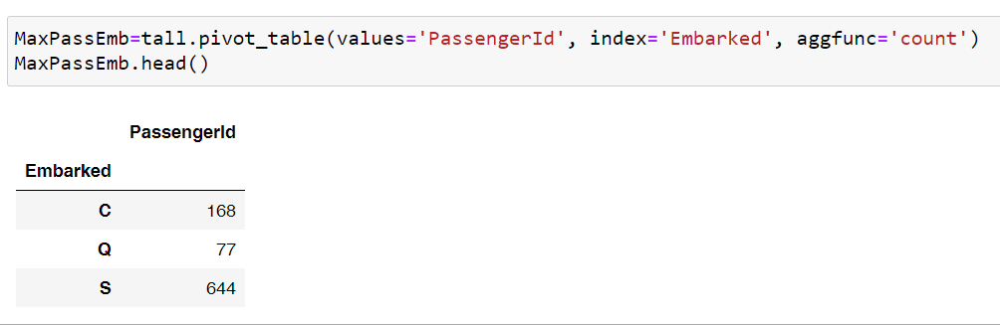 MaxPassEmb=tall.pivot_table(values='PassengerId', index='Embarked', aggfunc='count')
MaxPassEmb.head()
PassengerId
Embarked
C 168
Q 77
S 644